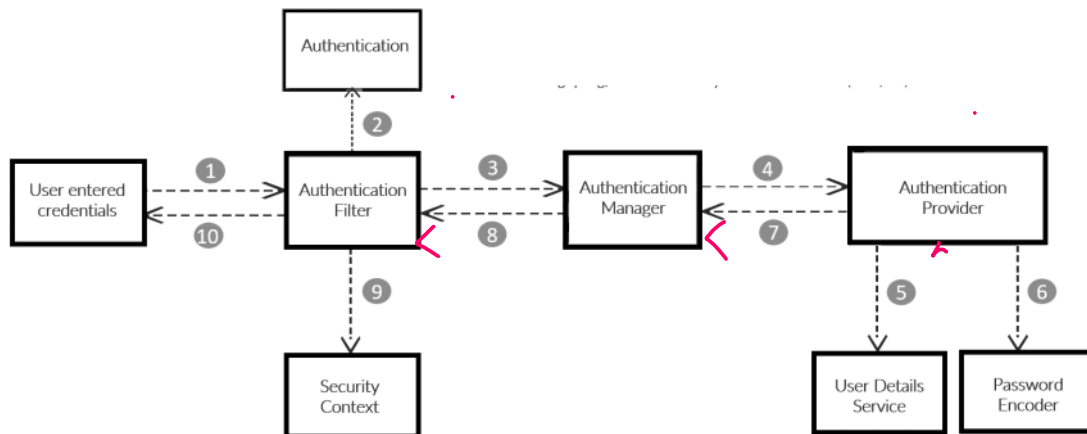 Authentication
2
1
3
4
User entered
credentials
Authentication
Filter
Authentication
Manager
Authentication
Provider
10
8
7
9
5
6
Security
Context
User Details
Service
Password
Encoder